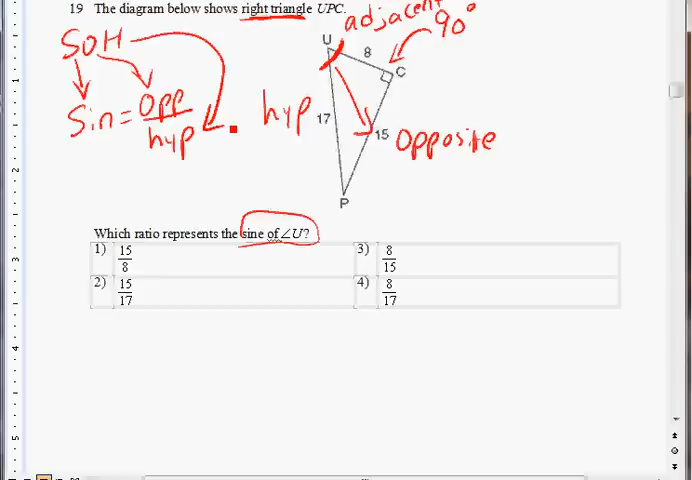 19 The diagram below shows right triangle UPC.
adjacent
90°
SOH
Sin = Opp
hyp
hyp
U
8
C
17
15
Opposite
P
Which ratio represents the sine of ∠U?
1) 15/8
3) 8/15
2) 15/17
4) 8/17